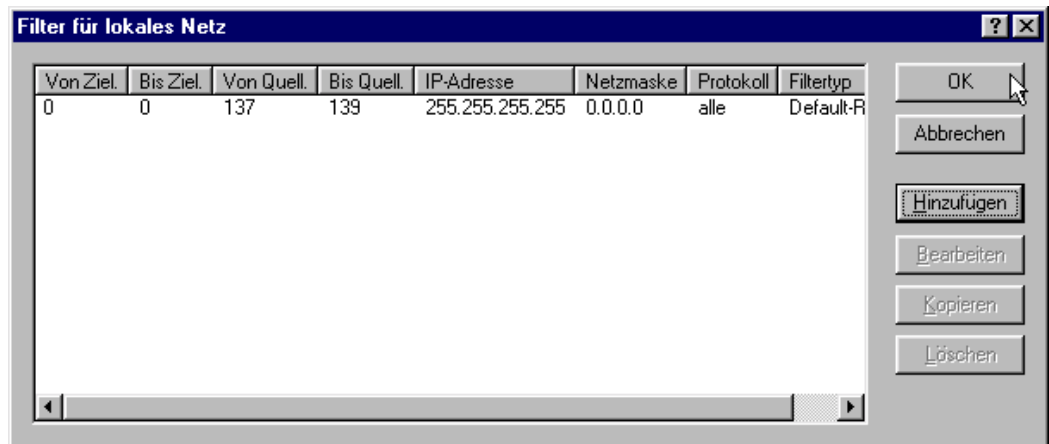 Filter für lokales Netz
Von Ziel. Bis Ziel. Von Quell. Bis Quell. IP-Adresse Netzmaske Protokoll Filtertyp
0 0 137 139 255.255.255.255 0.0.0.0 alle Default-R
OK
Abbrechen
Hinzufügen
Bearbeiten
Kopieren
Löschen